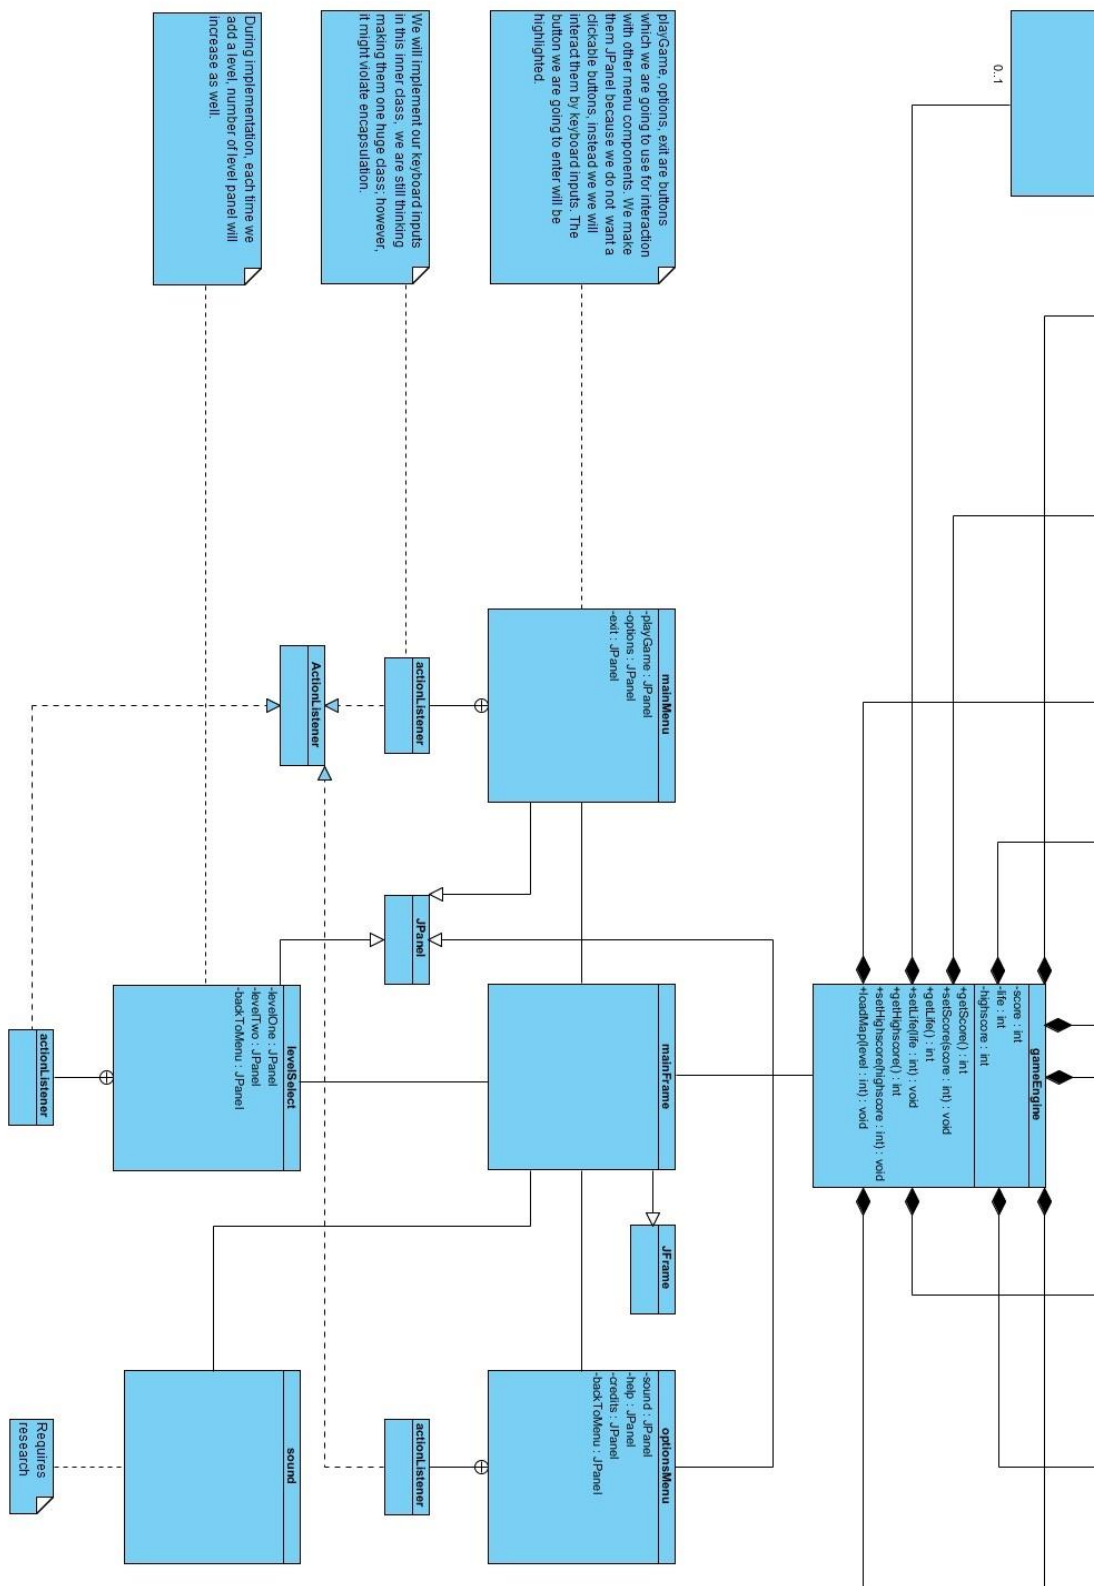 0..1
gameEngine
-score : int
-life : int
-highscore : int
+getScore() : int
+setScore(score : int) : void
+getLife() : int
+setLife(life : int) : void
+getHighscore() : int
+setHighscore(highscore : int) : void
+loadMap(level : int) : void
playGame, options, exit are buttons
which we are going to use for interaction
with other menu components. We make
them JPanel because we do not want a
clickable buttons, instead we we will
interact them by keyboard inputs. The
button we are going to enter will be
highlighted.
mainMenu
-playGame : JPanel
-options : JPanel
-exit : JPanel
mainFrame
JFrame
optionsMenu
-sound : JPanel
-help : JPanel
-credits : JPanel
-backToMenu : JPanel
We will implement our keyboard inputs
in this inner class, we are still thinking
making them one huge class; however,
it might violate encapsulation.
actionListener
JPanel
actionListener
ActionListener
During implementation, each time we
add a level, number of level panel will
increase as well.
levelSelect
-levelOne : JPanel
-levelTwo : JPanel
-backToMenu : JPanel
sound
actionListener
Requires
research